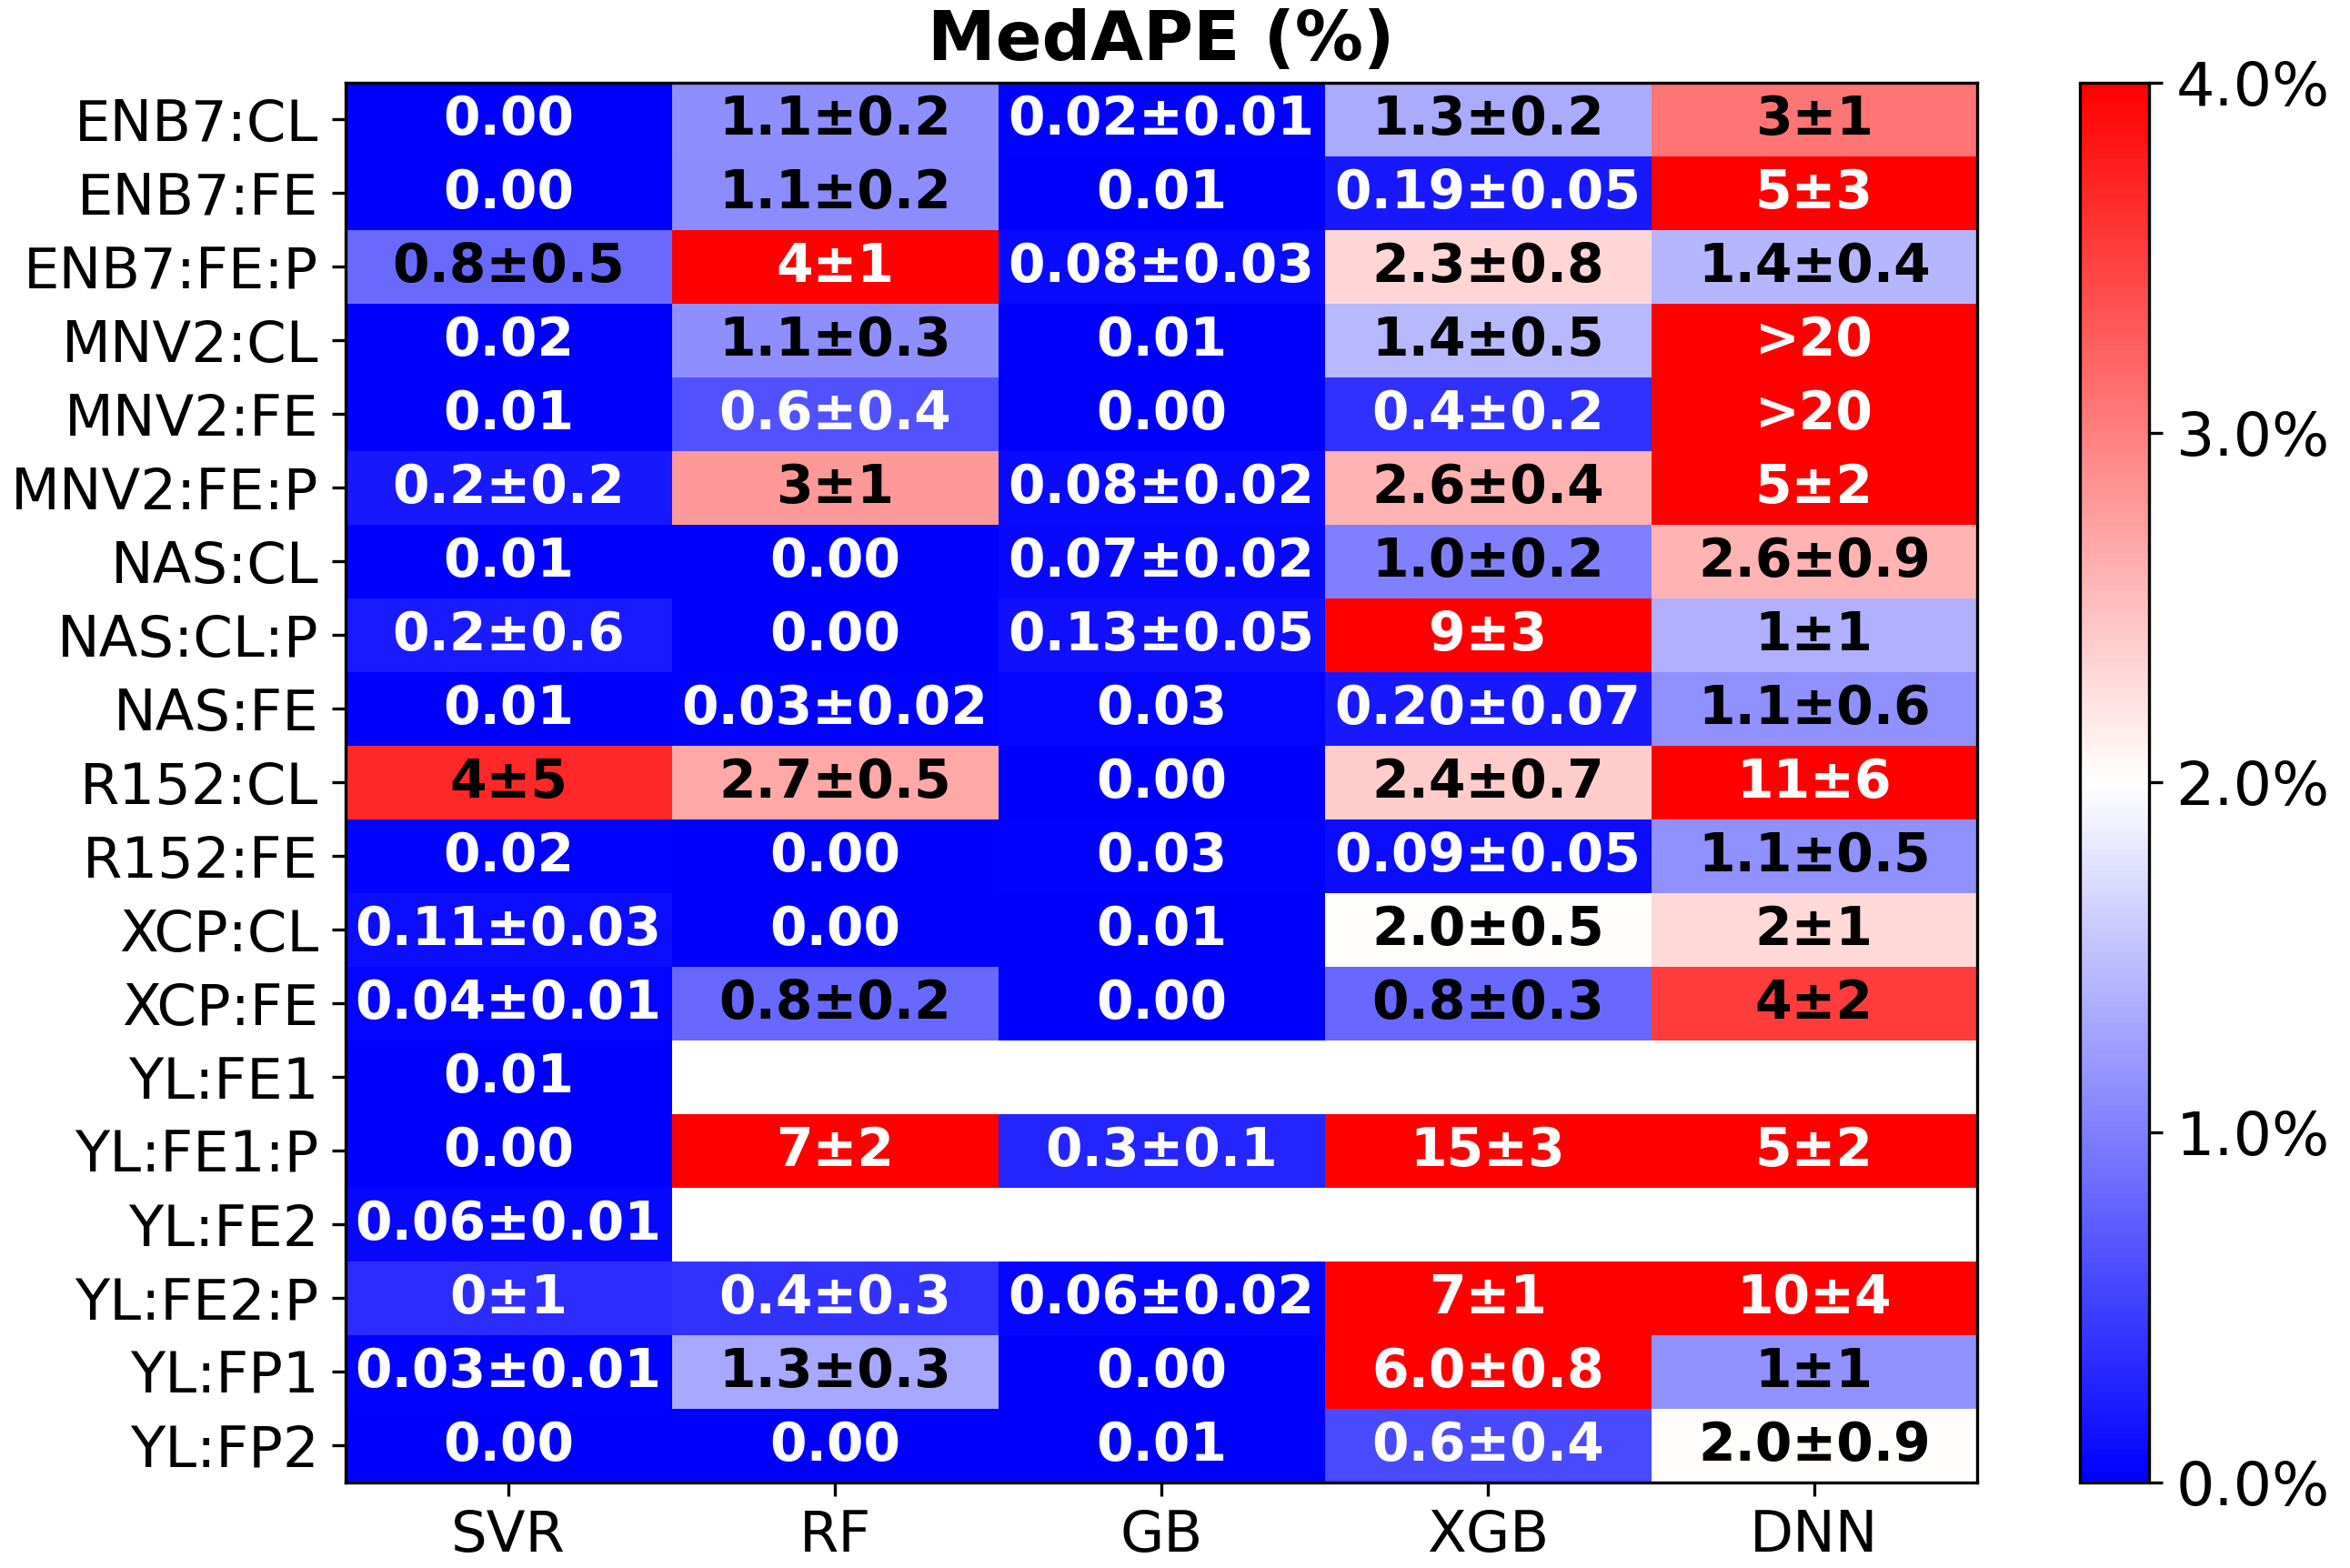 MedAPE (%)
ENB7:CL 0.00 1.1±0.2 0.02±0.01 1.3±0.2 3±1
ENB7:FE 0.00 1.1±0.2 0.01 0.19±0.05 5±3
ENB7:FE:P 0.8±0.5 4±1 0.08±0.03 2.3±0.8 1.4±0.4
MNV2:CL 0.02 1.1±0.3 0.01 1.4±0.5 >20
MNV2:FE 0.01 0.6±0.4 0.00 0.4±0.2 >20
MNV2:FE:P 0.2±0.2 3±1 0.08±0.02 2.6±0.4 5±2
NAS:CL 0.01 0.00 0.07±0.02 1.0±0.2 2.6±0.9
NAS:CL:P 0.2±0.6 0.00 0.13±0.05 9±3 1±1
NAS:FE 0.01 0.03±0.02 0.03 0.20±0.07 1.1±0.6
R152:CL 4±5 2.7±0.5 0.00 2.4±0.7 11±6
R152:FE 0.02 0.00 0.03 0.09±0.05 1.1±0.5
XCP:CL 0.11±0.03 0.00 0.01 2.0±0.5 2±1
XCP:FE 0.04±0.01 0.8±0.2 0.00 0.8±0.3 4±2
YL:FE1 0.01
YL:FE1:P 0.00 7±2 0.3±0.1 15±3 5±2
YL:FE2 0.06±0.01
YL:FE2:P 0±1 0.4±0.3 0.06±0.02 7±1 10±4
YL:FP1 0.03±0.01 1.3±0.3 0.00 6.0±0.8 1±1
YL:FP2 0.00 0.00 0.01 0.6±0.4 2.0±0.9
SVR RF GB XGB DNN
4.0%
3.0%
2.0%
1.0%
0.0%